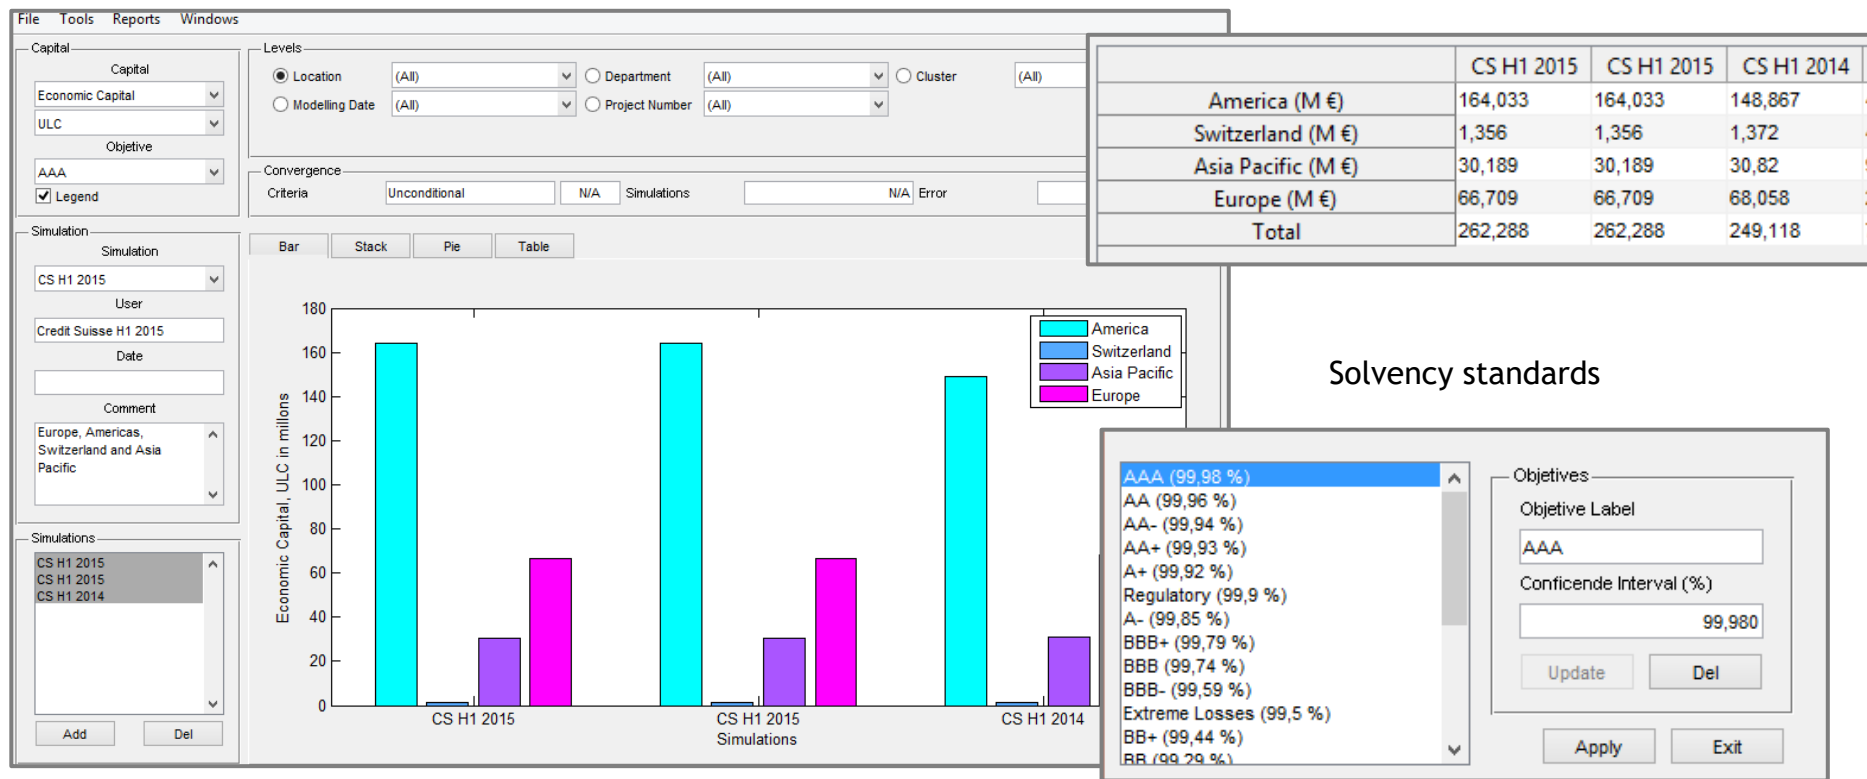 File Tools Reports Windows
Capital
Capital
Economic Capital
ULC
Objetive
AAA
Legend
Simulation
Simulation
CS H1 2015
User
Credit Suisse H1 2015
Date
Comment
Europe, Americas,
Switzerland and Asia
Pacific
Simulations
CS H1 2015
CS H1 2015
CS H1 2014
Add Del
Levels
Location (All) Department (All) Cluster (All)
Modelling Date (All) Project Number (All)
Convergence
Criteria Unconditional N/A Simulations N/A Error
Bar Stack Pie Table
180
160
140
120
100
80
60
40
20
0
Economic Capital, ULC in millons
America
Switzerland
Asia Pacific
Europe
CS H1 2015 CS H1 2015 CS H1 2014
Simulations
CS H1 2015 CS H1 2015 CS H1 2014
America (M €) 164,033 164,033 148,867
Switzerland (M €) 1,356 1,356 1,372
Asia Pacific (M €) 30,189 30,189 30,82
Europe (M €) 66,709 66,709 68,058
Total 262,288 262,288 249,118
Solvency standards
AAA (99,98 %)
AA (99,96 %)
AA- (99,94 %)
AA+ (99,93 %)
A+ (99,92 %)
Regulatory (99,9 %)
A- (99,85 %)
BBB+ (99,79 %)
BBB (99,74 %)
BBB- (99,59 %)
Extreme Losses (99,5 %)
BB+ (99,44 %)
BB (99,29 %)
Objetives
Objetive Label
AAA
Conficende Interval (%)
99,980
Update Del
Apply Exit